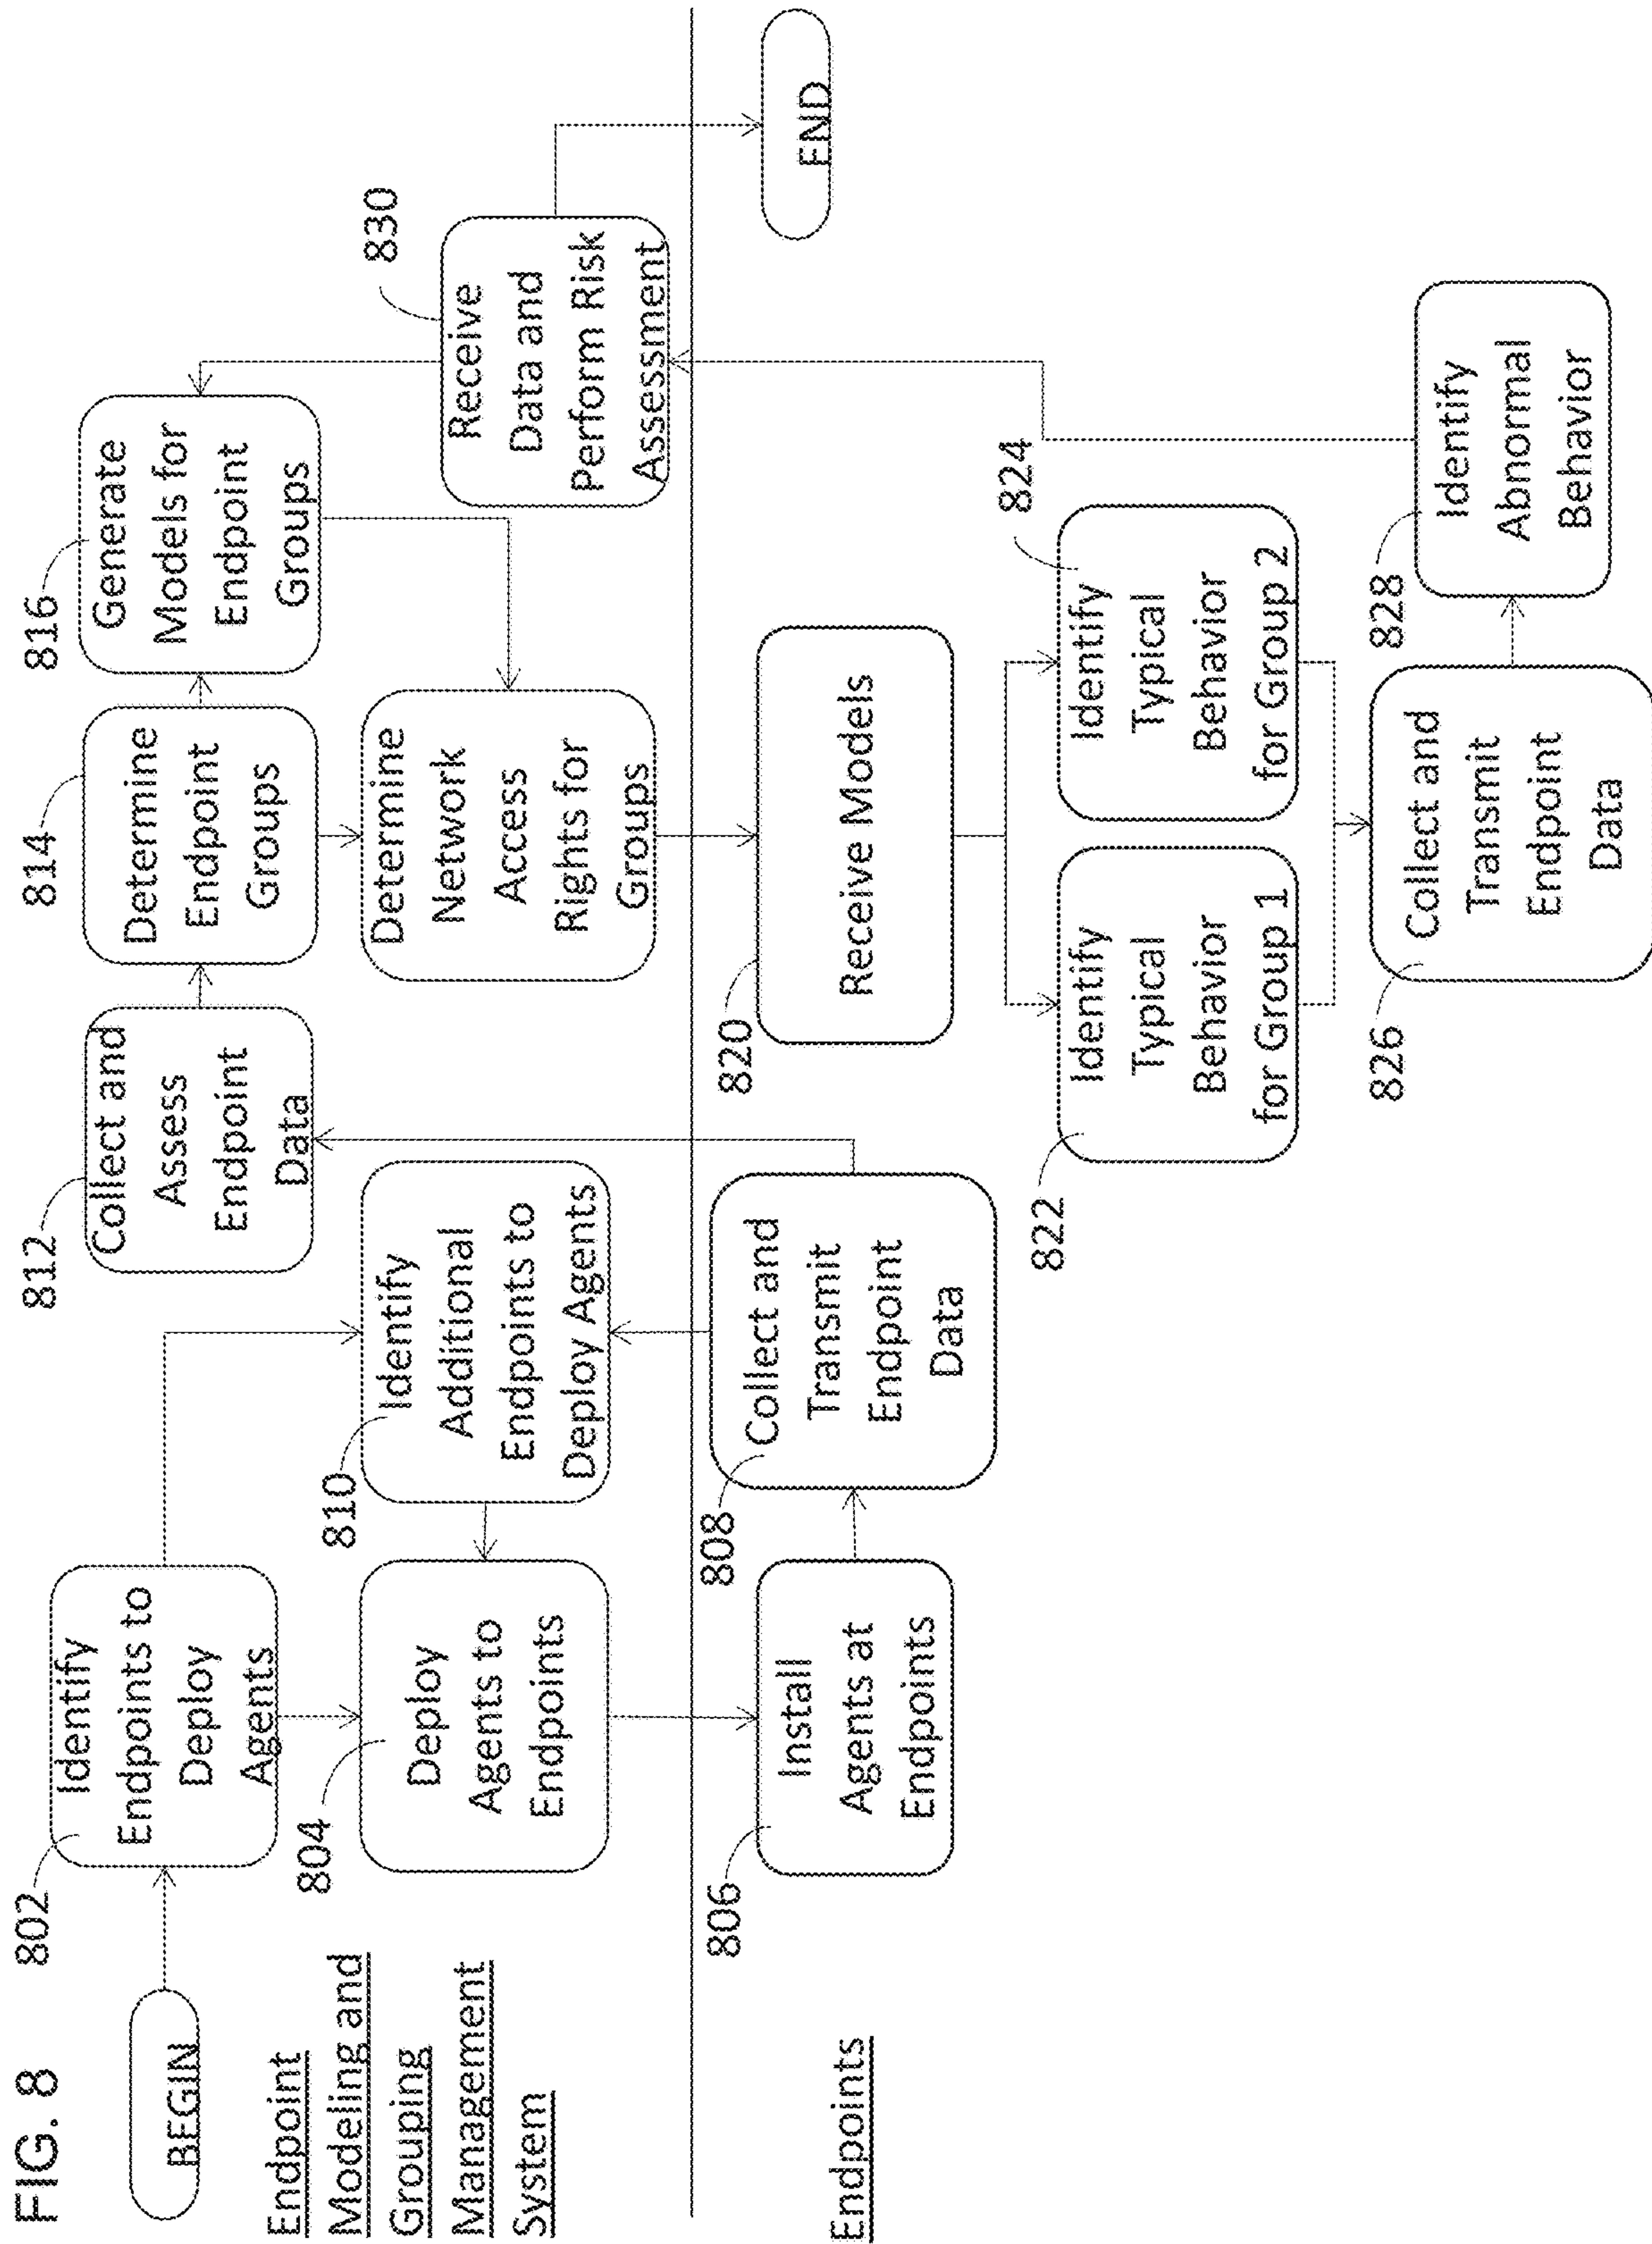 FIG. 8
BEGIN
802
Identify
Endpoints to
Deploy
Agents
812
Collect and
Assess
Endpoint
Data
814
Determine
Endpoint
Groups
816
Generate
Models for
Endpoint
Groups
Endpoint
Modeling and
Grouping
Management
System
804
Deploy
Agents to
Endpoints
810
Identify
Additional
Endpoints to
Deploy Agents
Determine
Network
Access
Rights for
Groups
830
Receive
Data and
Perform Risk
Assessment
Endpoints
806
Install
Agents at
Endpoints
808
Collect and
Transmit
Endpoint
Data
820
Receive Models
END
822
Identify
Typical
Behavior
for Group 1
824
Identify
Typical
Behavior
for Group 2
826
Collect and
Transmit
Endpoint
Data
828
Identify
Abnormal
Behavior